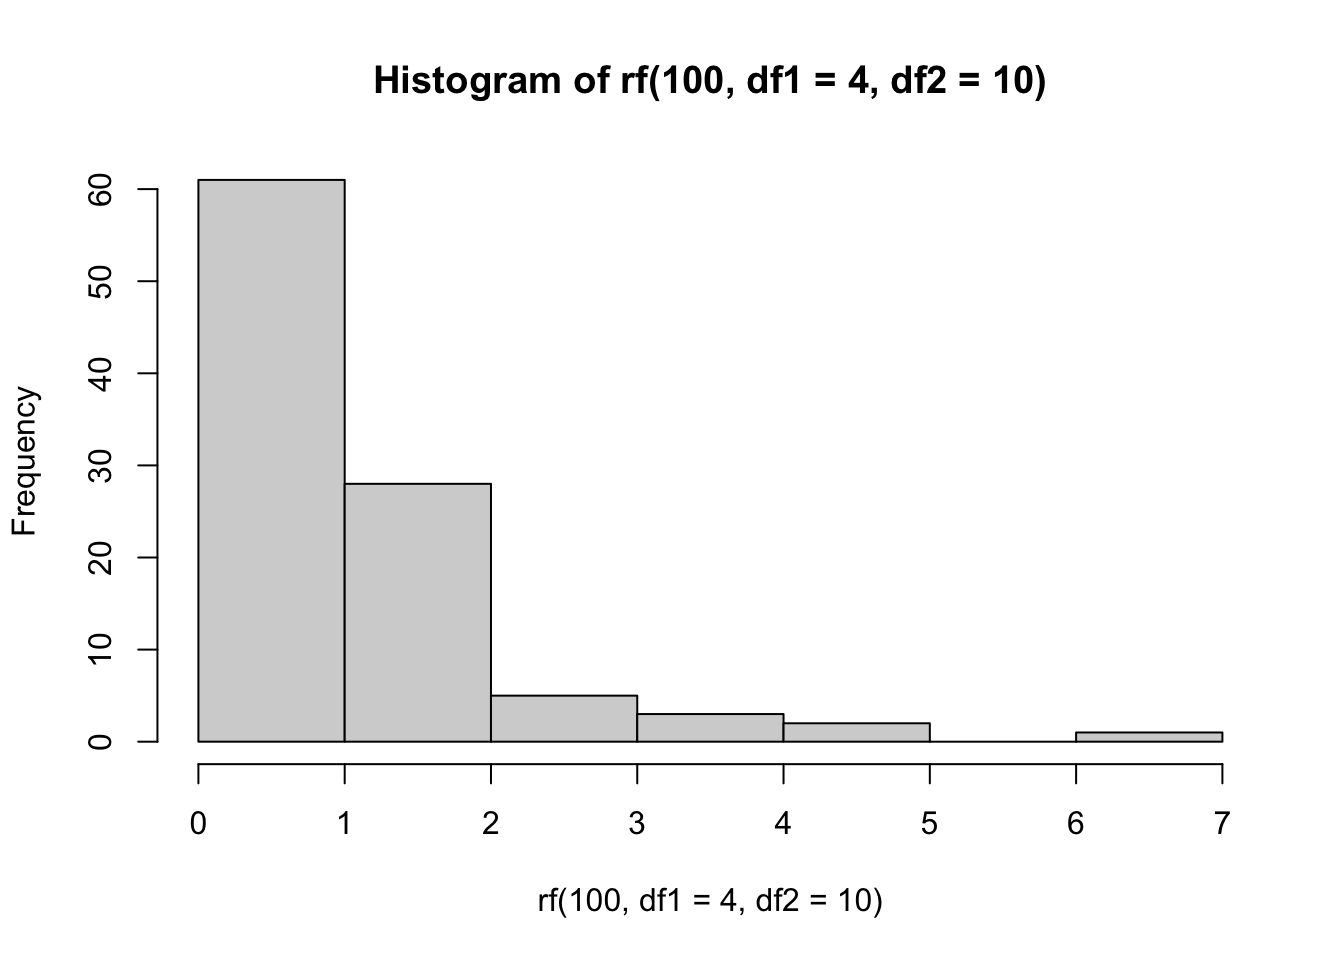 Histogram of rf(100, df1 = 4, df2 = 10)
Frequency
60
50
40
30
20
10
0
0 1 2 3 4 5 6 7
rf(100, df1 = 4, df2 = 10)